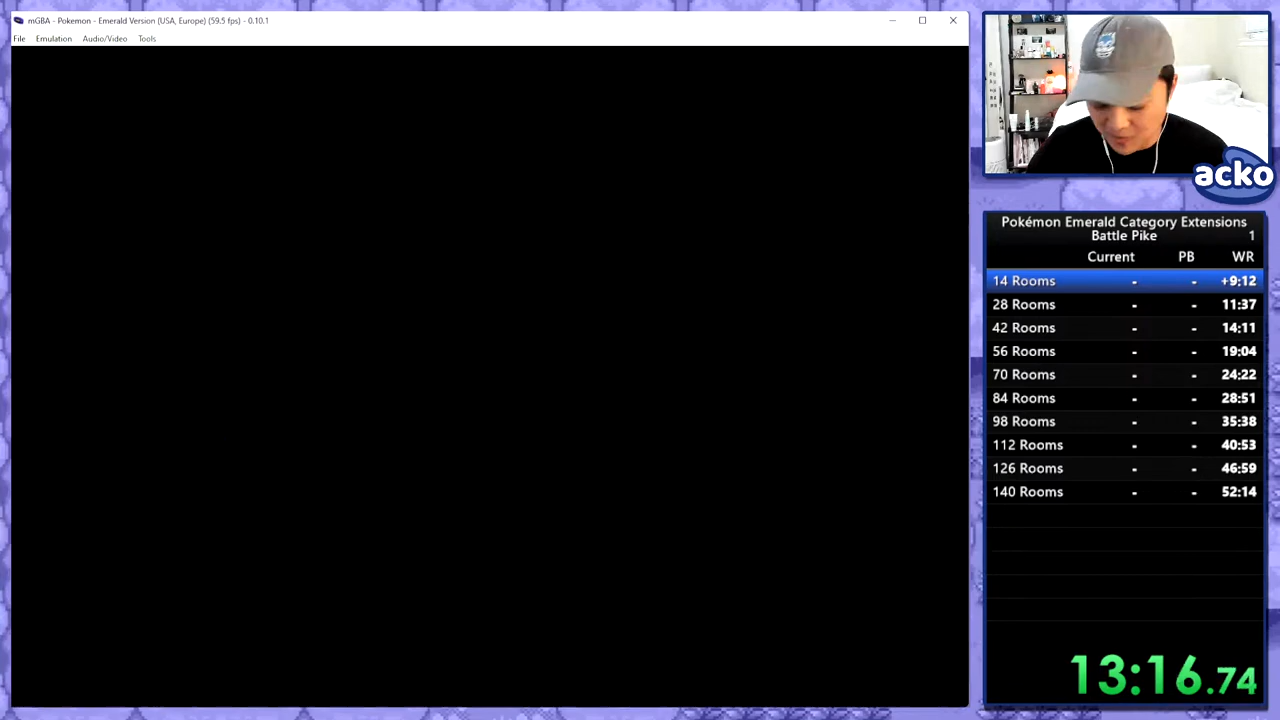 mGBA - Pokemon - Emerald Version (USA, Europe) (59.5 fps) - 0.10.1
File Emulation Audio/Video Tools
acko
Pokémon Emerald Category Extensions
Battle Pike 1
Current PB WR
14 Rooms - - +9:12
28 Rooms - - 11:37
42 Rooms - - 14:11
56 Rooms - - 19:04
70 Rooms - - 24:22
84 Rooms - - 28:51
98 Rooms - - 35:38
112 Rooms - - 40:53
126 Rooms - - 46:59
140 Rooms - - 52:14
13:16.74